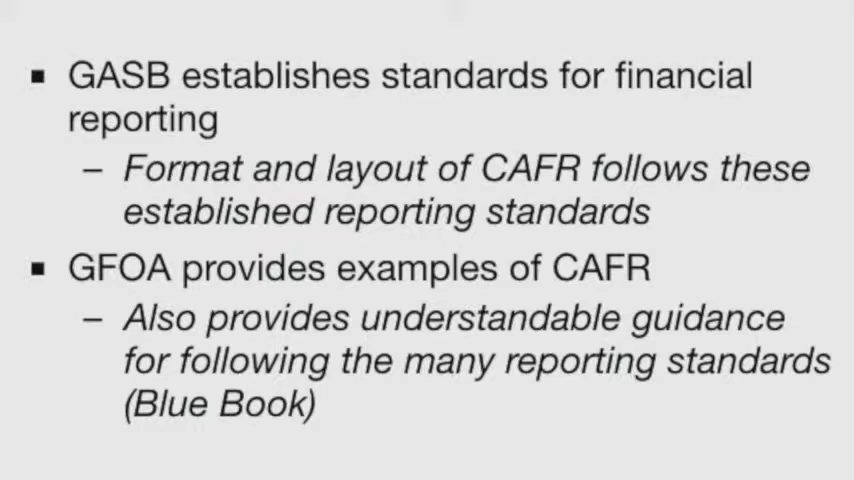 ▪ GASB establishes standards for financial
reporting
– Format and layout of CAFR follows these
established reporting standards
▪ GFOA provides examples of CAFR
– Also provides understandable guidance
for following the many reporting standards
(Blue Book)